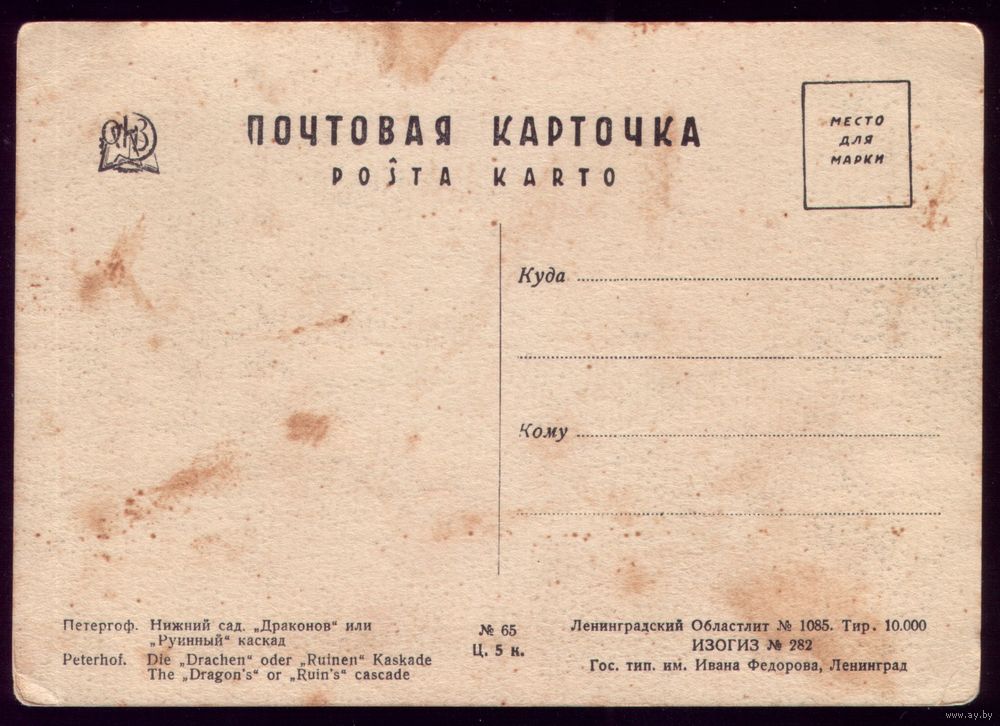 ПОЧТОВАЯ КАРТОЧКА
POŜTA KARTO
МЕСТО
ДЛЯ
МАРКИ
Куда
Кому
Петергоф. Нижний сад. „Драконов“ или
„Руинный“ каскад
Peterhof. Die „Drachen“ oder „Ruinen“ Kaskade
The „Dragon's“ or „Ruin's“ cascade
№ 65
Ц. 5 к.
Ленинградский Областлит № 1085. Тир. 10.000
ИЗОГИЗ № 282
Гос. тип. им. Ивана Федорова, Ленинград
www.ay.by